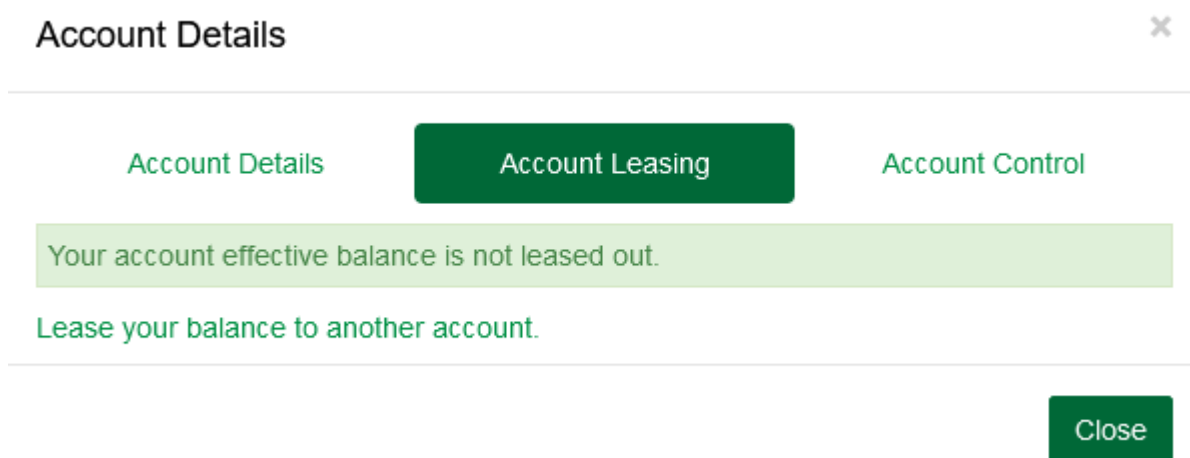 Account Details
×
Account Details
Account Leasing
Account Control
Your account effective balance is not leased out.
Lease your balance to another account.
Close